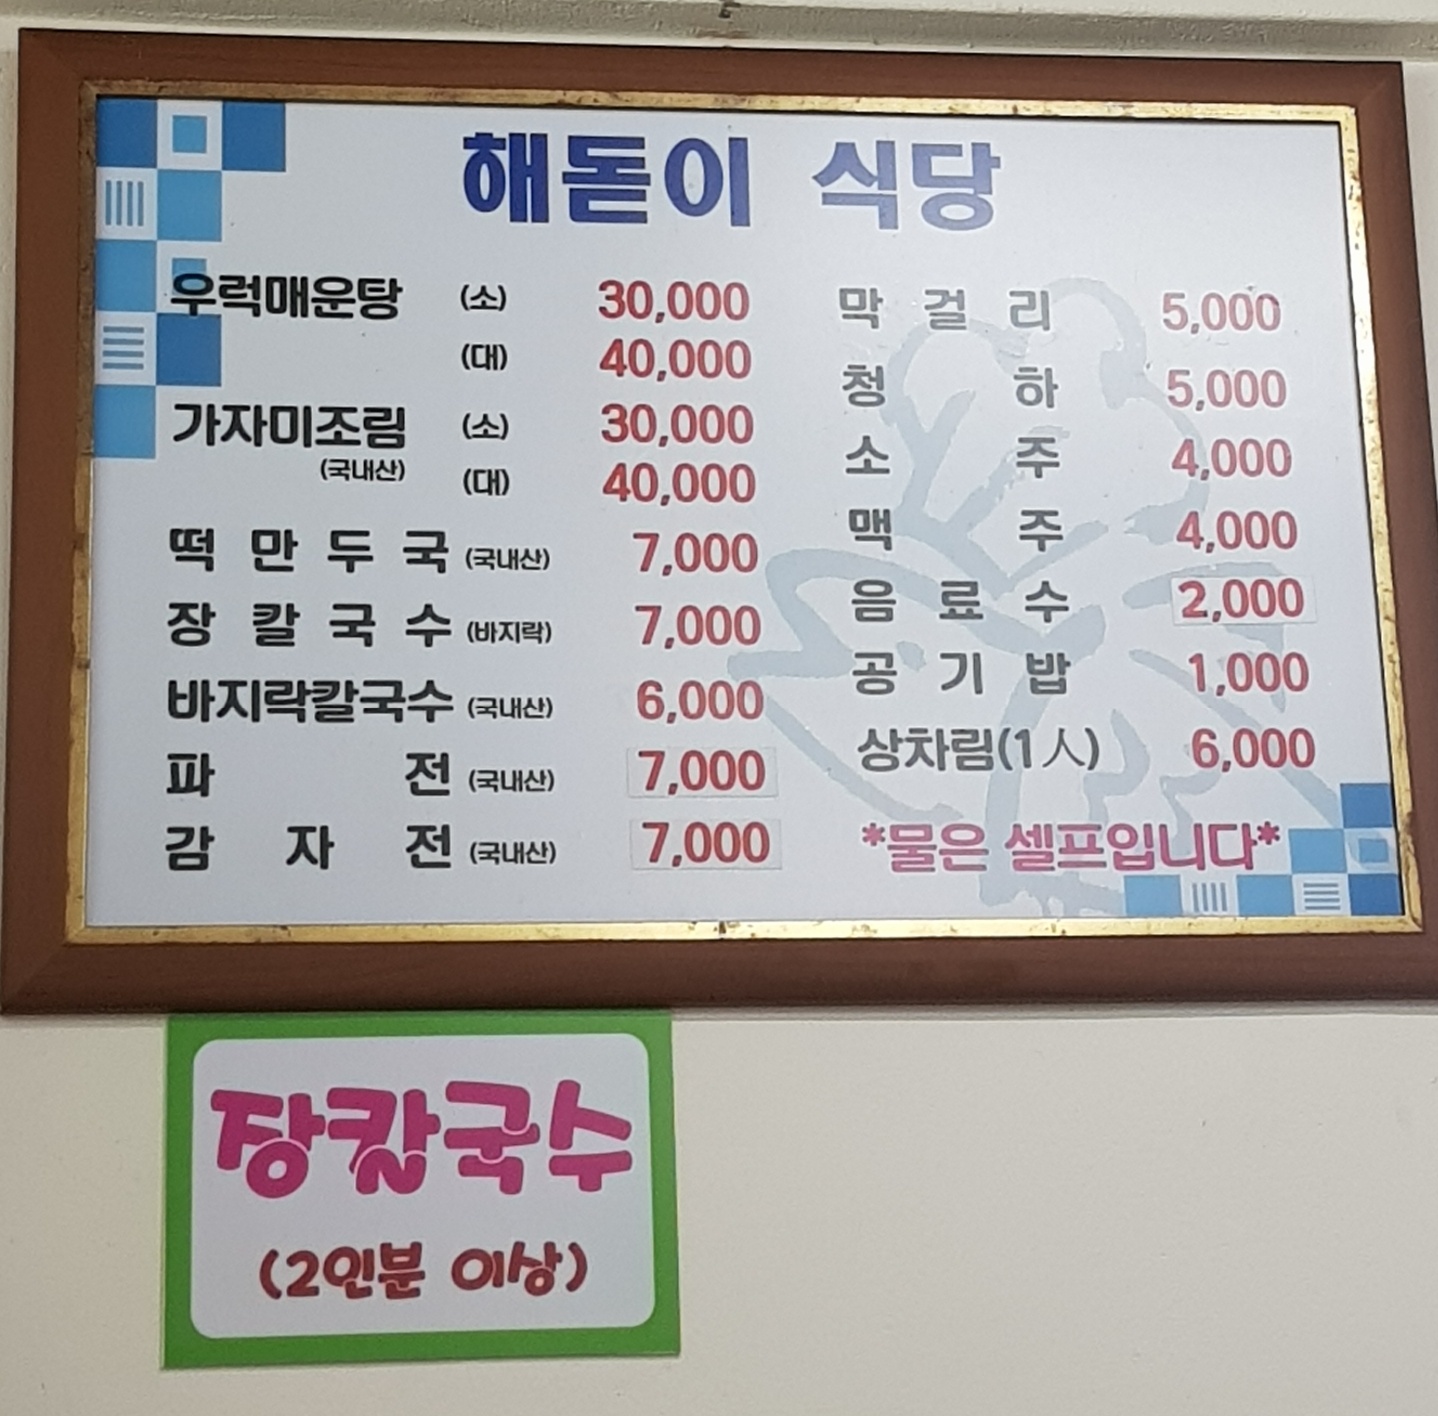 해돋이 식당
우럭매운탕 (소) 30,000
(대) 40,000
가자미조림 (소) 30,000
(국내산) (대) 40,000
떡 만 두 국 (국내산) 7,000
장 칼 국 수 (바지락) 7,000
바지락칼국수 (국내산) 6,000
파 전 (국내산) 7,000
감 자 전 (국내산) 7,000
막 걸 리 5,000
청 하 5,000
소 주 4,000
맥 주 4,000
음 료 수 2,000
공 기 밥 1,000
상차림(1人) 6,000
*물은 셀프입니다*
장칼국수
(2인분 이상)